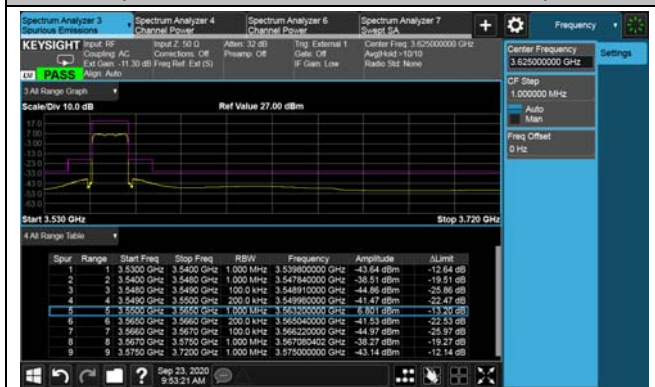 Spectrum Analyzer 3
Spurious Emissions
Spectrum Analyzer 4
Channel Power
Spectrum Analyzer 6
Channel Power
Spectrum Analyzer 7
Swept SA
+
Frequency
KEYSIGHT
Input: RF
Coupling: AC
Ext Gain: -11.30 dB
Align: Auto
Input Z: 50 Ω
Corrections: Off
Freq Ref: Ext (S)
Atten: 32 dB
Preamp: Off
Trig: External 1
Gate: Off
IF Gain: Low
Center Freq: 3.625000000 GHz
Avg|Hold:>10/10
Radio Std: None
LXI PASS
Center Frequency
3.625000000 GHz
Settings
CF Step
1.000000 MHz
Auto
Man
Freq Offset
0 Hz
3 All Range Graph
Scale/Div 10.0 dB
Ref Value 27.00 dBm
17.0
7.00
-3.00
-13.0
-23.0
-33.0
-43.0
-53.0
-63.0
Start 3.530 GHz
Stop 3.720 GHz
4 All Range Table
Spur Range Start Freq Stop Freq RBW Frequency Amplitude ΔLimit
1 1 3.5300 GHz 3.5400 GHz 1.000 MHz 3.539800000 GHz -43.64 dBm -12.64 dB
2 2 3.5400 GHz 3.5480 GHz 1.000 MHz 3.547840000 GHz -38.51 dBm -19.51 dB
3 3 3.5480 GHz 3.5490 GHz 100.0 kHz 3.548910000 GHz -44.86 dBm -25.86 dB
4 4 3.5490 GHz 3.5500 GHz 200.0 kHz 3.549980000 GHz -41.47 dBm -22.47 dB
5 5 3.5500 GHz 3.5650 GHz 1.000 MHz 3.563200000 GHz 6.801 dBm -13.20 dB
6 6 3.5650 GHz 3.5660 GHz 200.0 kHz 3.565040000 GHz -41.53 dBm -22.53 dB
7 7 3.5660 GHz 3.5670 GHz 100.0 kHz 3.566220000 GHz -44.97 dBm -25.97 dB
8 8 3.5670 GHz 3.5750 GHz 1.000 MHz 3.567080402 GHz -38.27 dBm -19.27 dB
9 9 3.5750 GHz 3.7200 GHz 1.000 MHz 3.575000000 GHz -43.14 dBm -12.14 dB
?
Sep 23, 2020
9:53:21 AM